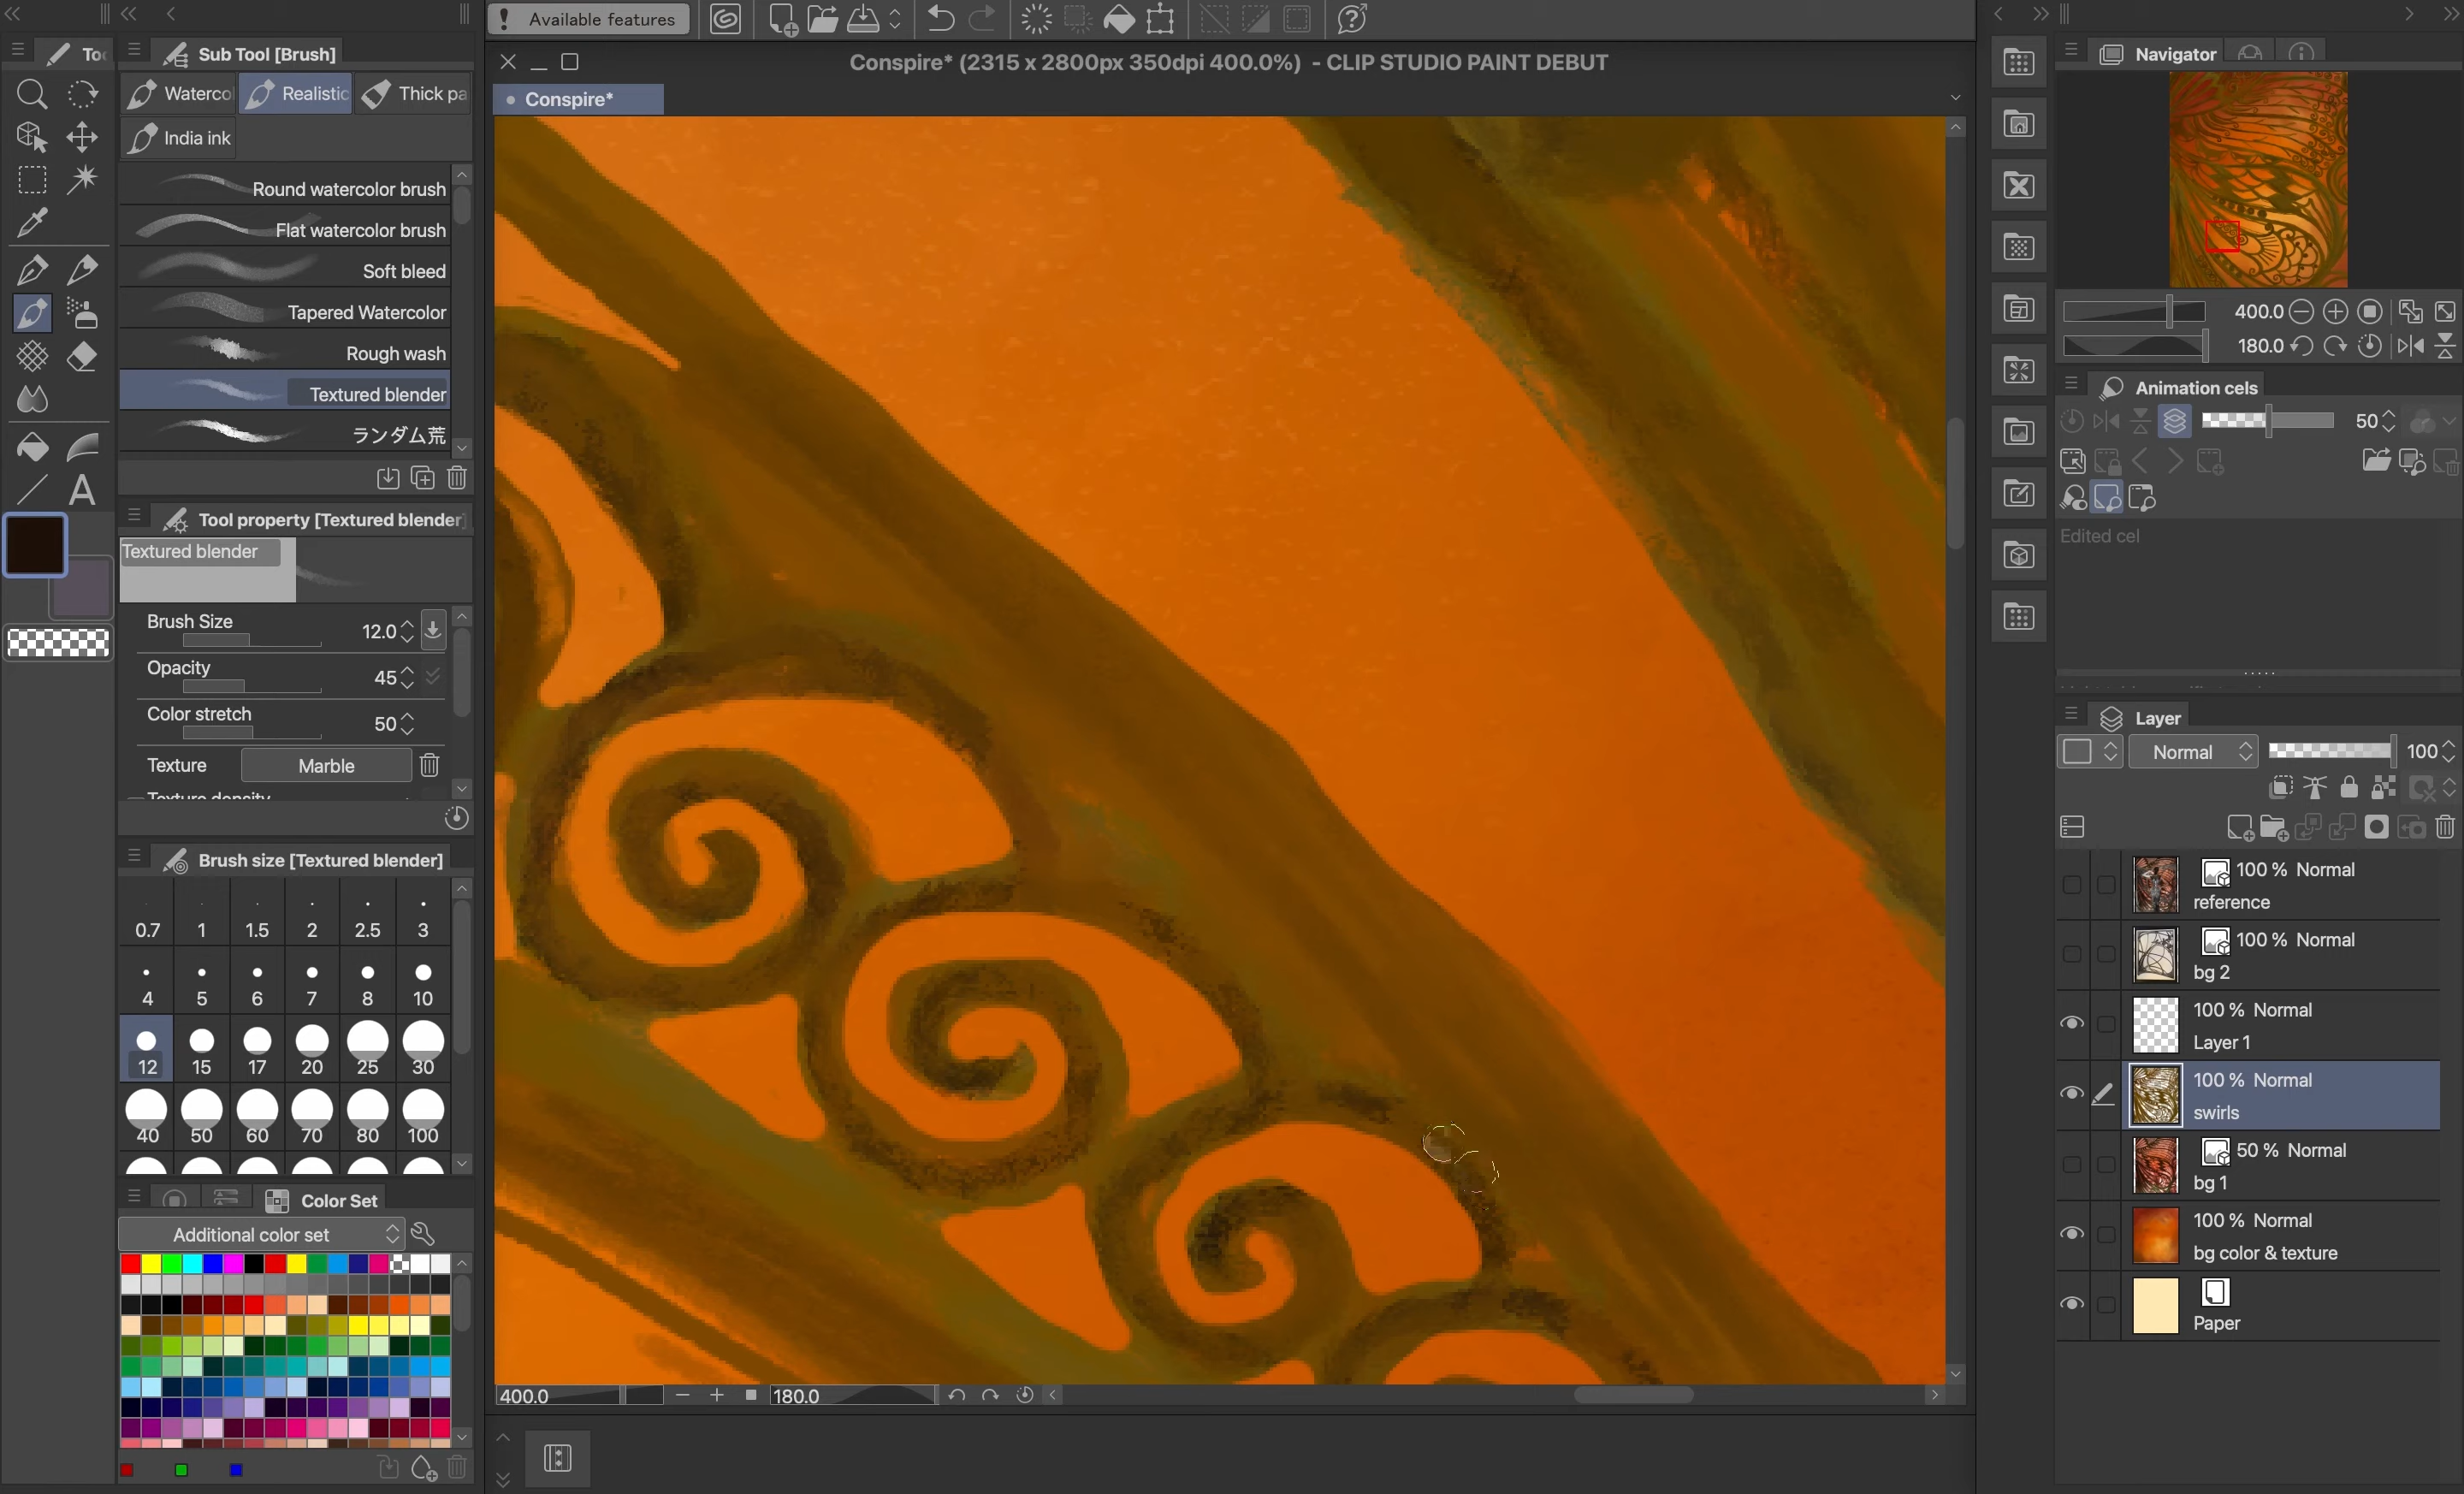 Available features
Conspire* (2315 x 2800px 350dpi 400.0%) - CLIP STUDIO PAINT DEBUT
Conspire*
Sub Tool [Brush]
Realistic
India ink
Round watercolor brush
Flat watercolor brush
Soft bleed
Tapered Watercolor
Rough wash
Textured blender
ランダム荒
Tool property [Textured blender]
Textured blender
Brush Size 12.0
Opacity 45
Color stretch 50
Texture Marble
Texture density
Brush size [Textured blender]
0.7 1 1.5 2 2.5 3
4 5 6 7 8 10
12 15 17 20 25 30
40 50 60 70 80 100
Color Set
Additional color set
400.0 180.0
Navigator
400.0
180.0
Animation cels
50
Edited cel
Layer
Normal 100
100 % Normal
reference
100 % Normal
bg 2
100 % Normal
Layer 1
100 % Normal
swirls
50 % Normal
bg 1
100 % Normal
bg color & texture
Paper